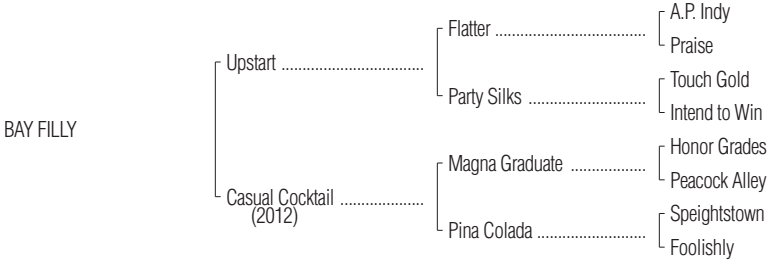 A.P. Indy
Flatter ....................................
Praise
Upstart ..................................
Touch Gold
Party Silks ............................
Intend to Win
BAY FILLY
Honor Grades
Magna Graduate ..................
Peacock Alley
Casual Cocktail ....................
(2012)
Speightstown
Pina Colada ..........................
Foolishly